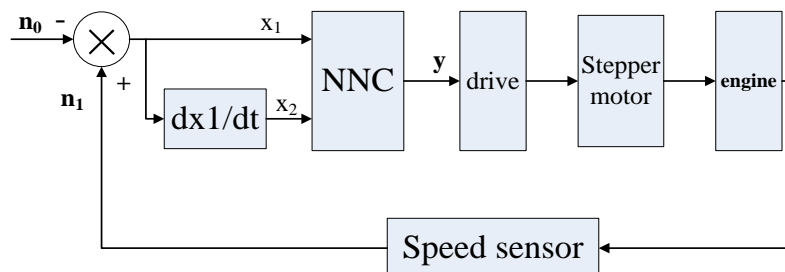 n₀
-
x₁
n₁
+
dx1/dt
x₂
NNC
y
drive
Stepper
motor
engine
Speed sensor